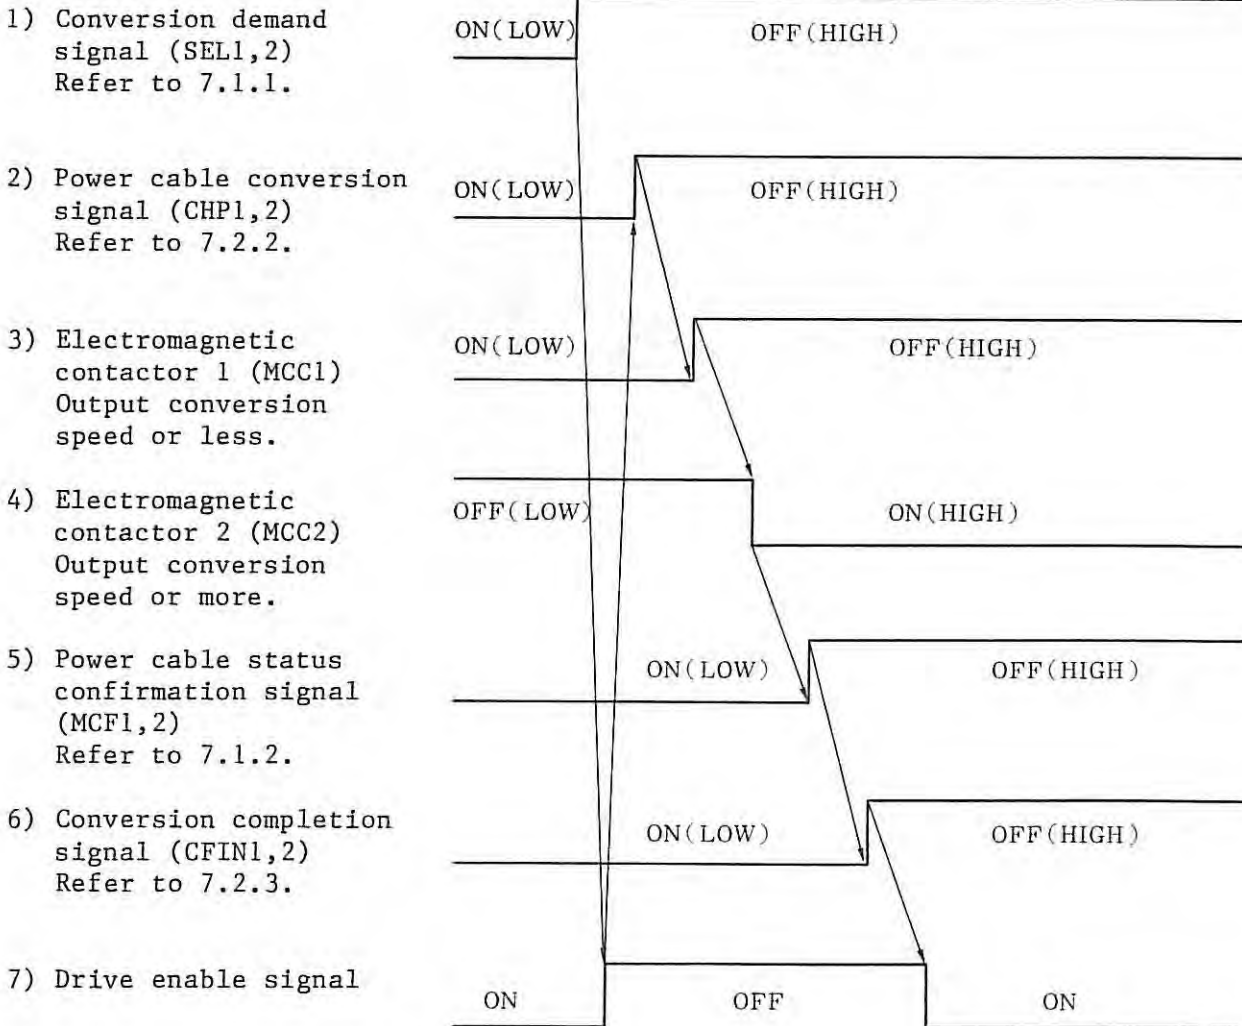 1) Conversion demand
signal (SEL1,2)
Refer to 7.1.1.
ON(LOW)
OFF(HIGH)
2) Power cable conversion
signal (CHP1,2)
Refer to 7.2.2.
ON(LOW)
OFF(HIGH)
3) Electromagnetic
contactor 1 (MCC1)
Output conversion
speed or less.
ON(LOW)
OFF(HIGH)
4) Electromagnetic
contactor 2 (MCC2)
Output conversion
speed or more.
OFF(LOW)
ON(HIGH)
5) Power cable status
confirmation signal
(MCF1,2)
Refer to 7.1.2.
ON(LOW)
OFF(HIGH)
6) Conversion completion
signal (CFIN1,2)
Refer to 7.2.3.
ON(LOW)
OFF(HIGH)
7) Drive enable signal
ON
OFF
ON